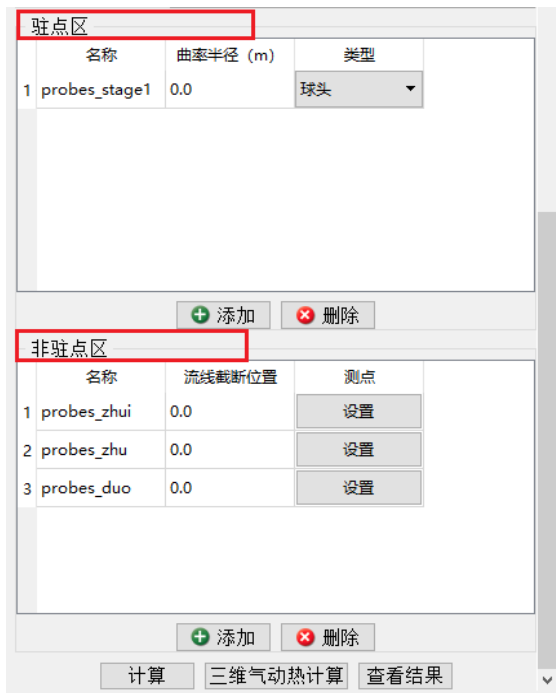 驻点区
名称 曲率半径（m） 类型
1 probes_stage1 0.0 球头
添加 删除
非驻点区
名称 流线截断位置 测点
1 probes_zhui 0.0 设置
2 probes_zhu 0.0 设置
3 probes_duo 0.0 设置
添加 删除
计算 三维气动热计算 查看结果